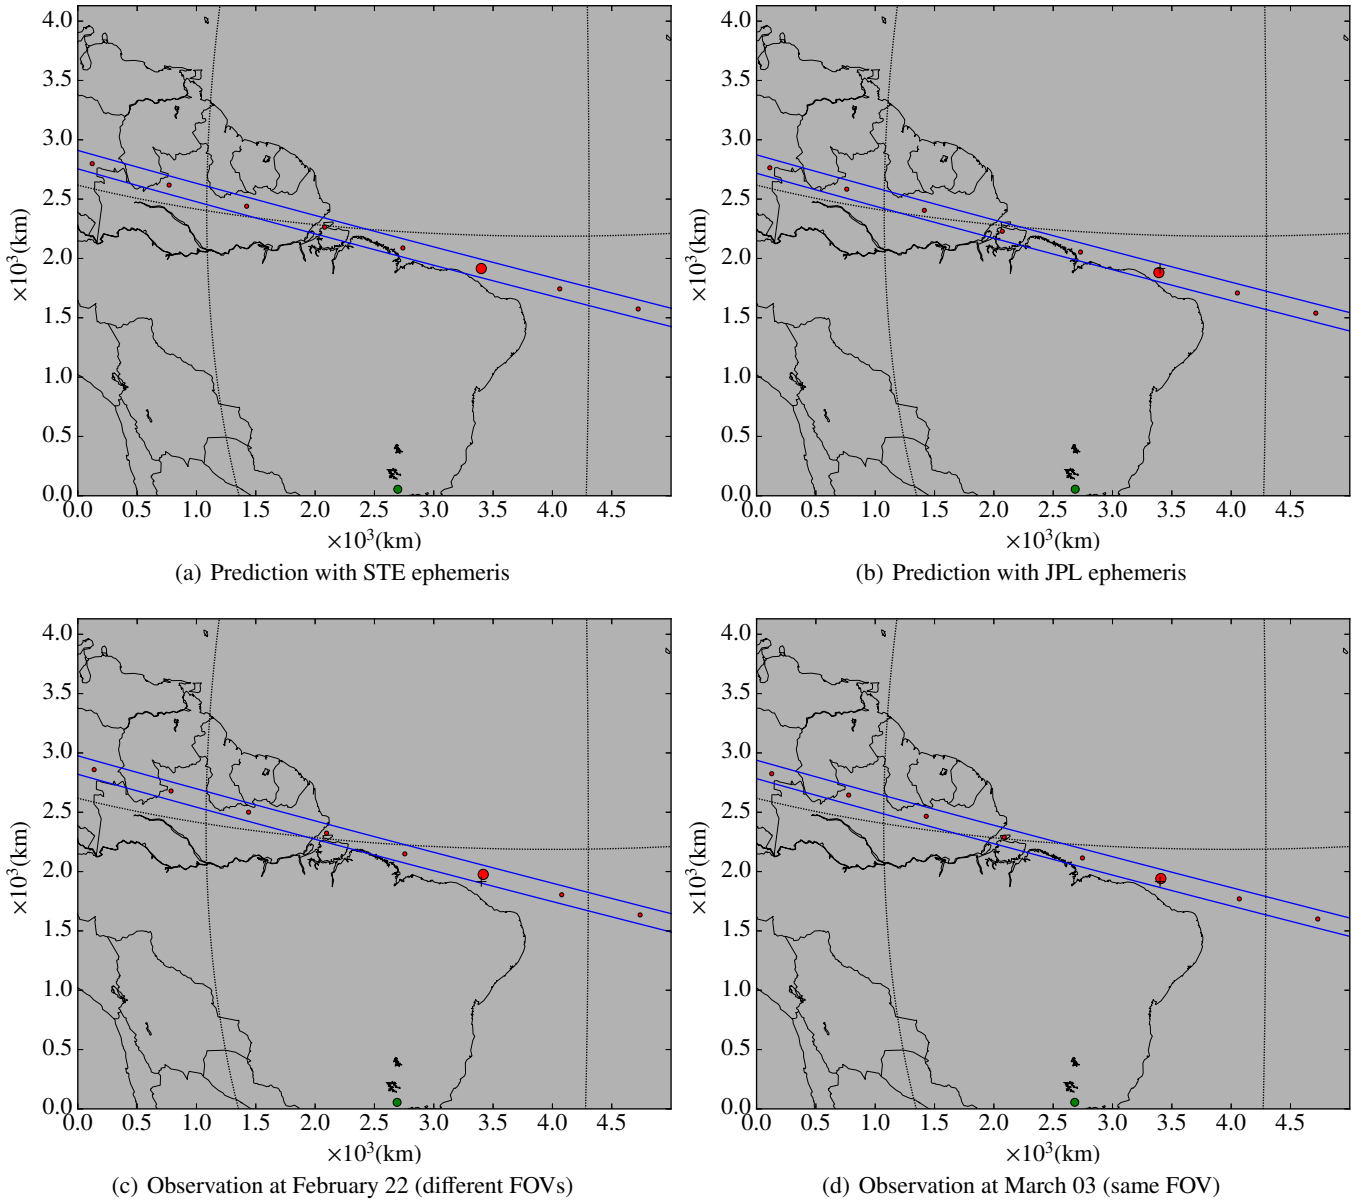 4.0
3.5
3.0
2.5
2.0
1.5
1.0
0.5
0.0
×10³(km)
0.0 0.5 1.0 1.5 2.0 2.5 3.0 3.5 4.0 4.5
×10³(km)
(a) Prediction with STE ephemeris
4.0
3.5
3.0
2.5
2.0
1.5
1.0
0.5
0.0
×10³(km)
0.0 0.5 1.0 1.5 2.0 2.5 3.0 3.5 4.0 4.5
×10³(km)
(b) Prediction with JPL ephemeris
4.0
3.5
3.0
2.5
2.0
1.5
1.0
0.5
0.0
×10³(km)
0.0 0.5 1.0 1.5 2.0 2.5 3.0 3.5 4.0 4.5
×10³(km)
(c) Observation at February 22 (different FOVs)
4.0
3.5
3.0
2.5
2.0
1.5
1.0
0.5
0.0
×10³(km)
0.0 0.5 1.0 1.5 2.0 2.5 3.0 3.5 4.0 4.5
×10³(km)
(d) Observation at March 03 (same FOV)